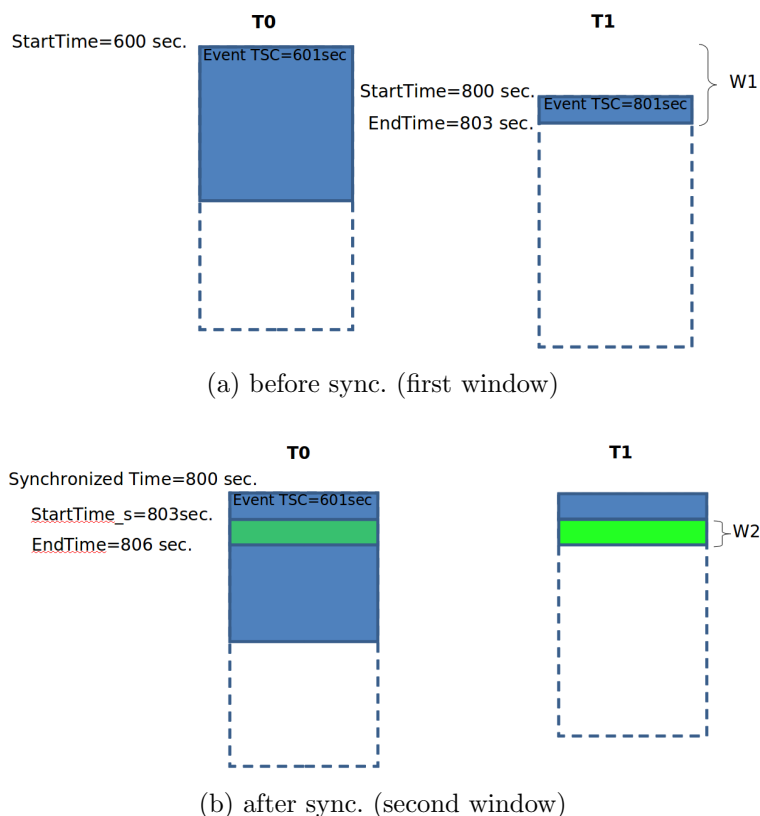 T0
T1
StartTime=600 sec.
Event TSC=601sec
W1
StartTime=800 sec.
Event TSC=801sec
EndTime=803 sec.
(a) before sync. (first window)
T0
T1
Synchronized Time=800 sec.
Event TSC=601sec
StartTime_s=803sec.
EndTime=806 sec.
W2
(b) after sync. (second window)